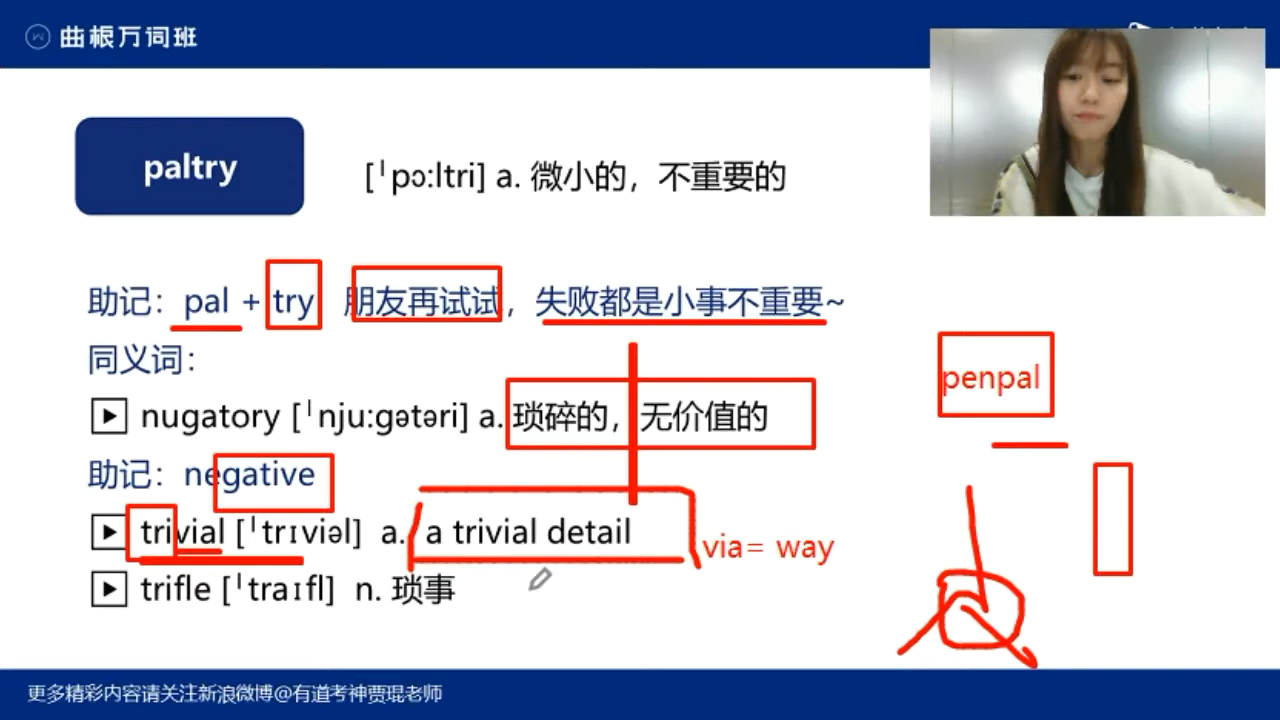 曲根万词班
paltry
[ˈpɔ:ltri] a. 微小的，不重要的
助记：pal + try 朋友再试试，失败都是小事不重要~
同义词：
nugatory [ˈnju:gətəri] a. 琐碎的，无价值的
penpal
助记：negative
trivial [ˈtrɪviəl] a. a trivial detail
via= way
trifle [ˈtraɪfl] n. 琐事
更多精彩内容请关注新浪微博@有道考神贾琨老师